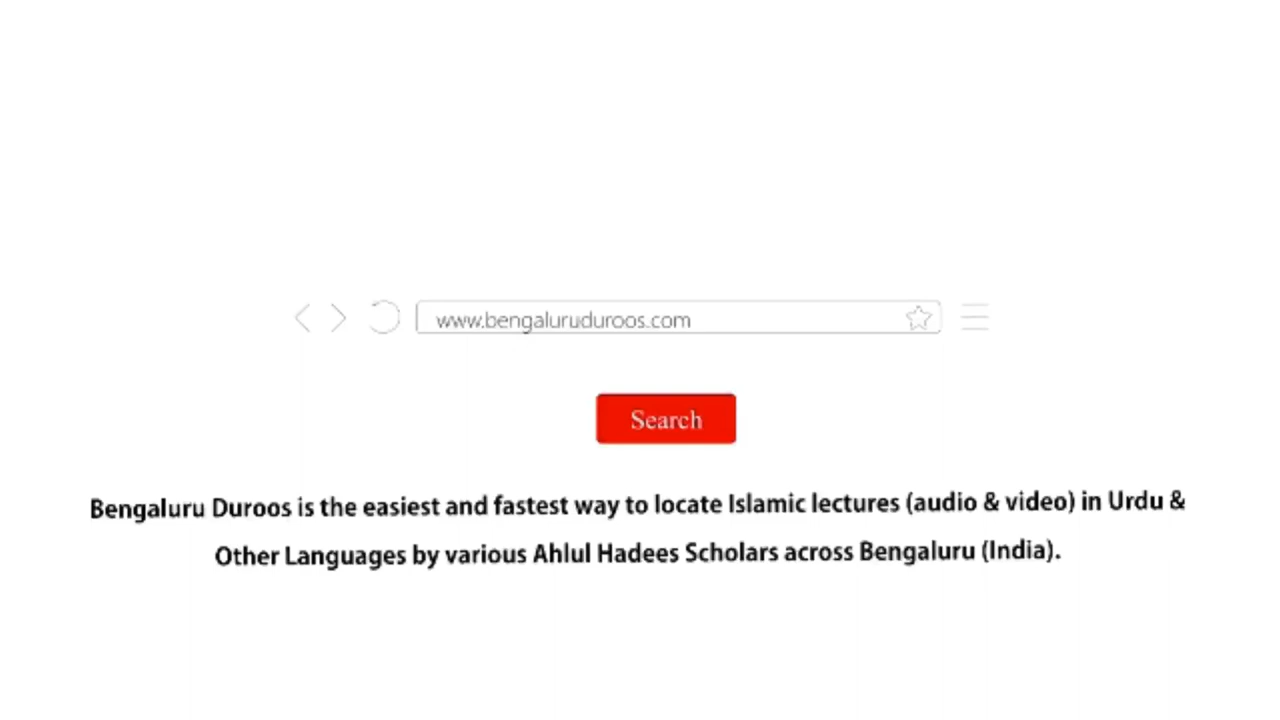 www.bengaluruduroos.com
Search
Bengaluru Duroos is the easiest and fastest way to locate Islamic lectures (audio & video) in Urdu &
Other Languages by various Ahlul Hadees Scholars across Bengaluru (India).